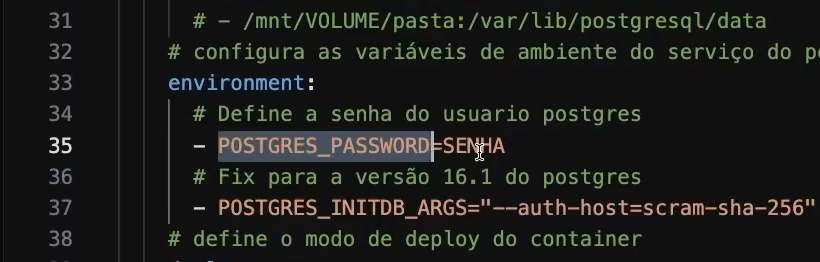 31 # - /mnt/VOLUME/pasta:/var/lib/postgresql/data
32 # configura as variáveis de ambiente do serviço do
33 environment:
34 # Define a senha do usuario postgres
35 - POSTGRES_PASSWORD=SENHA
36 # Fix para a versão 16.1 do postgres
37 - POSTGRES_INITDB_ARGS="--auth-host=scram-sha-256"
38 # define o modo de deploy do container